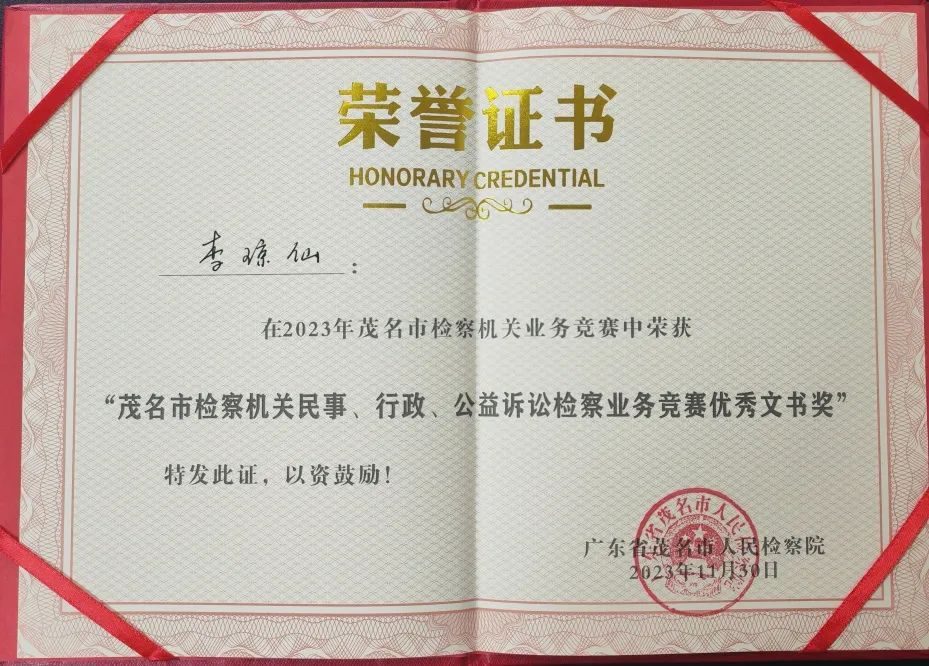 荣誉证书
HONORARY CREDENTIAL
李琼仙：
在2023年茂名市检察机关业务竞赛中荣获
“茂名市检察机关民事、行政、公益诉讼检察业务竞赛优秀文书奖”
特发此证，以资鼓励！
广东省茂名市人民检察院
2023年11月30日